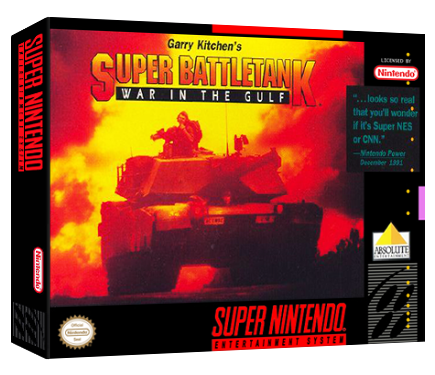 Garry Kitchen's
SUPER BATTLETANK
WAR IN THE GULF
LICENSED BY
Nintendo
"...looks so real
that you'll wonder
if it's Super NES
or CNN."
—Nintendo Power
December 1991
ABSOLUTE
ENTERTAINMENT
SUPER NINTENDO
ENTERTAINMENT SYSTEM
SUPER NINTENDO
Nintendo
Official
Nintendo
Seal